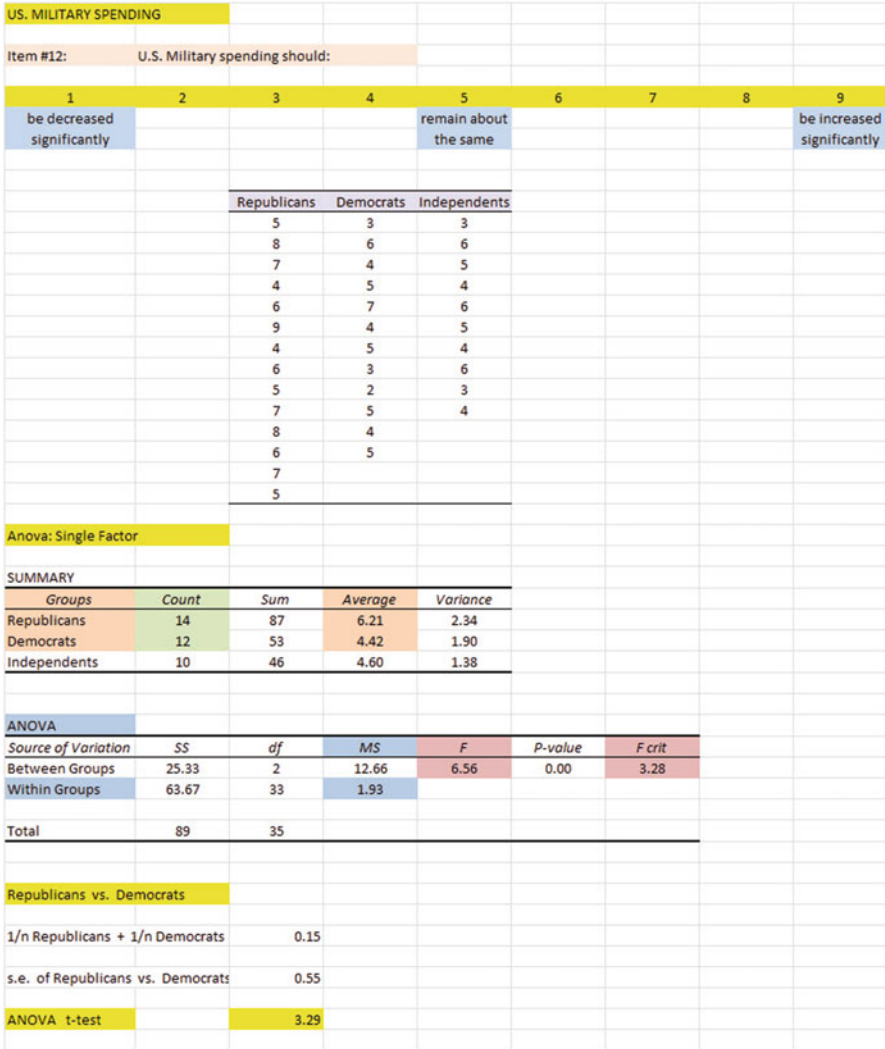 US. MILITARY SPENDING
Item #12: U.S. Military spending should:
1 2 3 4 5 6 7 8 9
be decreased significantly remain about the same be increased significantly
Republicans Democrats Independents
5 3 3
8 6 6
7 4 5
4 5 4
6 7 6
9 4 5
4 5 4
6 3 6
5 2 3
7 5 4
8 4
6 5
7
5
Anova: Single Factor
SUMMARY
Groups Count Sum Average Variance
Republicans 14 87 6.21 2.34
Democrats 12 53 4.42 1.90
Independents 10 46 4.60 1.38
ANOVA
Source of Variation SS df MS F P-value F crit
Between Groups 25.33 2 12.66 6.56 0.00 3.28
Within Groups 63.67 33 1.93
Total 89 35
Republicans vs. Democrats
1/n Republicans + 1/n Democrats 0.15
s.e. of Republicans vs. Democrats 0.55
ANOVA t-test 3.29